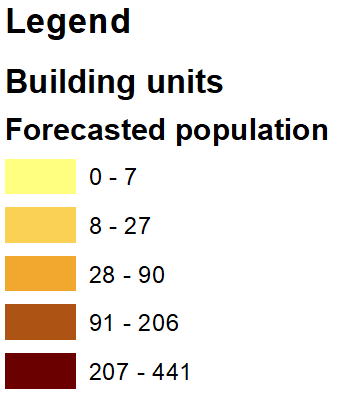 Legend
Building units
Forecasted population
0 - 7
8 - 27
28 - 90
91 - 206
207 - 441